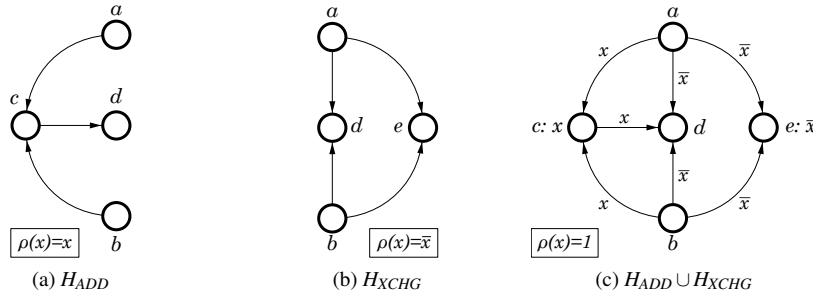 a
c
d
b
ρ(x)=x
(a) H_ADD
a
d
e
b
ρ(x)=x̄
(b) H_XCHG
a
x
x̄
x̄
c: x
x
d
e: x̄
x
x̄
x̄
b
ρ(x)=1
(c) H_ADD ∪ H_XCHG